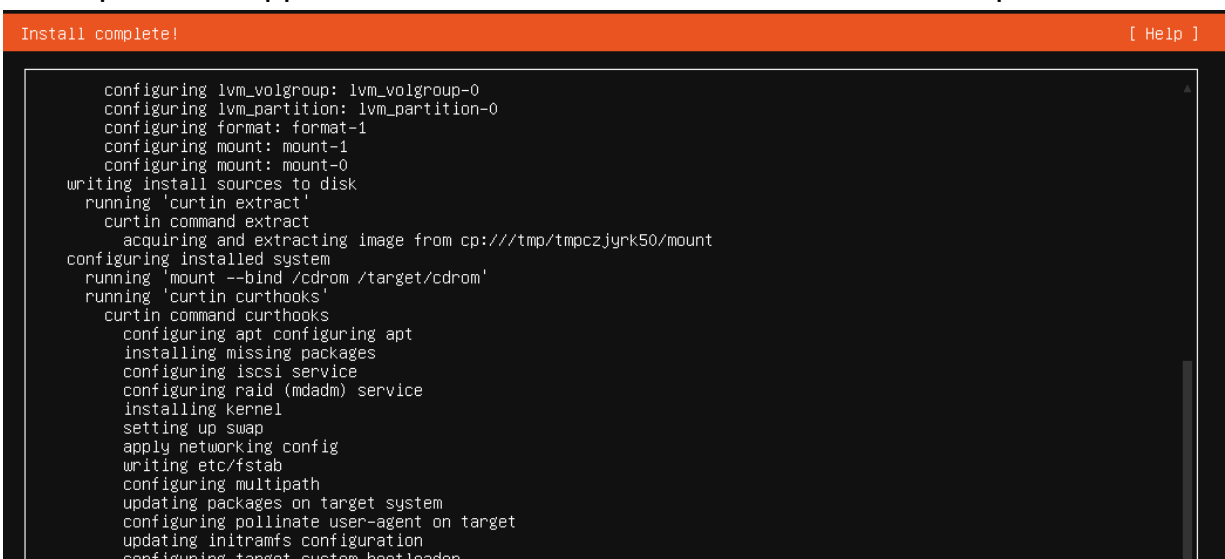 Install complete!
[ Help ]
configuring lvm_volgroup: lvm_volgroup-0
configuring lvm_partition: lvm_partition-0
configuring format: format-1
configuring mount: mount-1
configuring mount: mount-0
writing install sources to disk
running 'curtin extract'
curtin command extract
acquiring and extracting image from cp:///tmp/tmpczjyrk50/mount
configuring installed system
running 'mount --bind /cdrom /target/cdrom'
running 'curtin curthooks'
curtin command curthooks
configuring apt configuring apt
installing missing packages
configuring iscsi service
configuring raid (mdadm) service
installing kernel
setting up swap
apply networking config
writing etc/fstab
configuring multipath
updating packages on target system
configuring pollinate user-agent on target
updating initramfs configuration
configuring target system bootloader